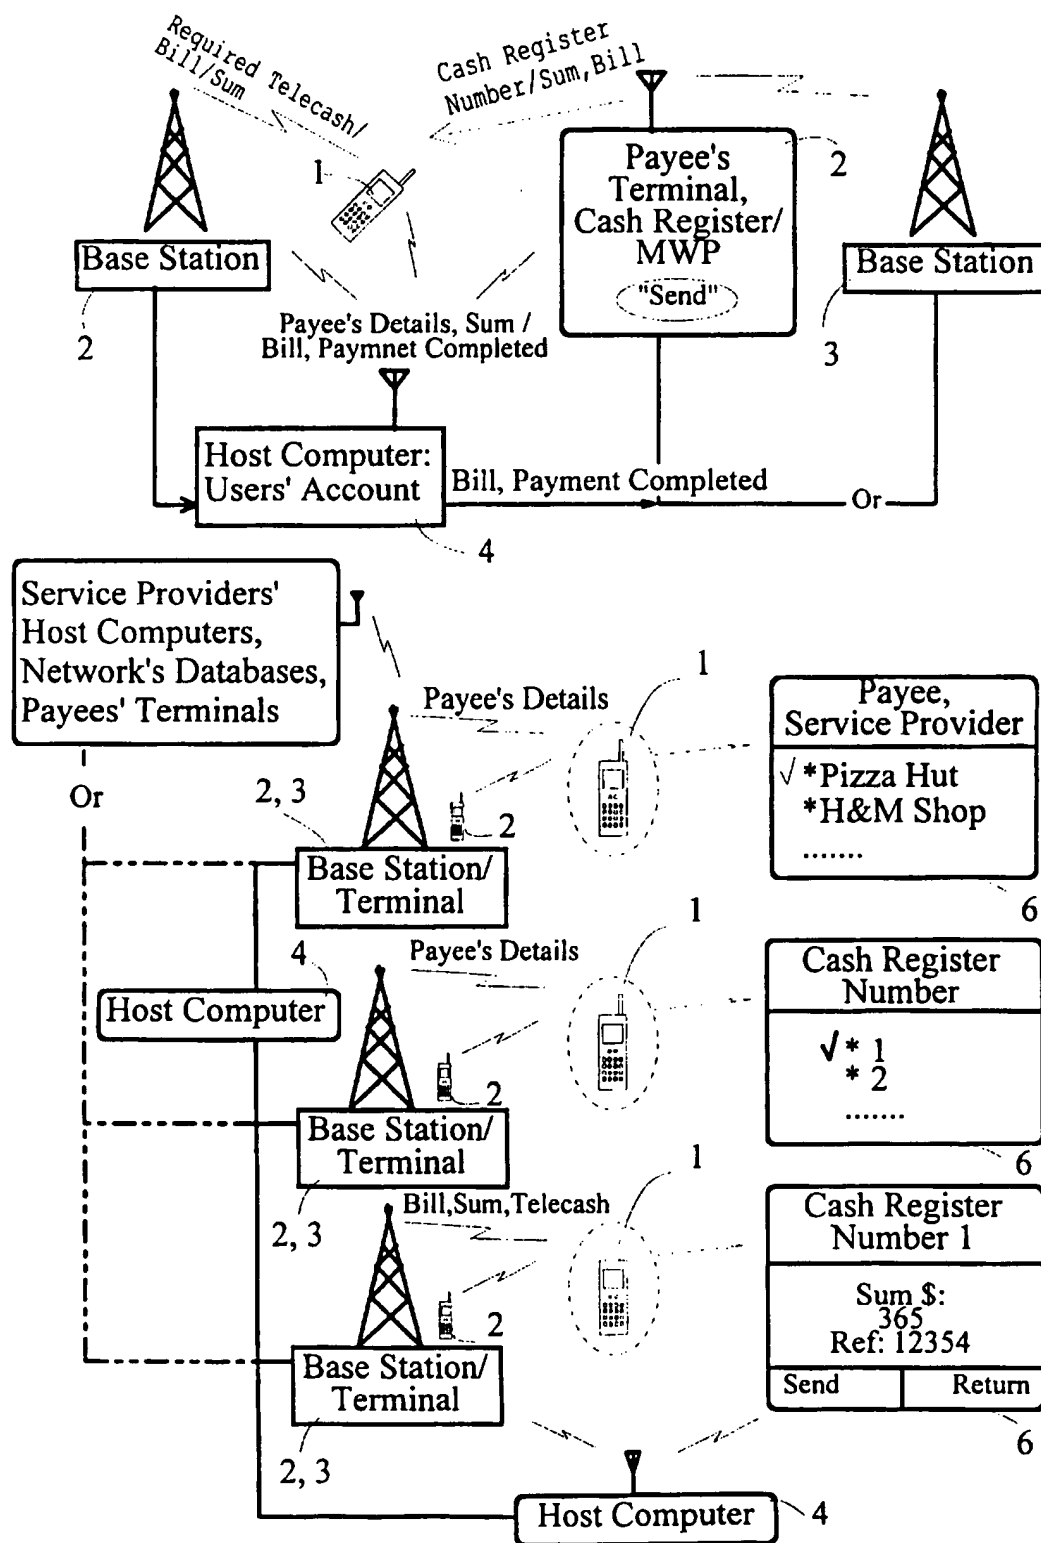 Required Telecash/
Bill/Sum
Cash Register
Number/Sum,Bill
1
Payee's
Terminal,
Cash Register/
MWP
"Send"
2
Base Station
2
Base Station
3
Payee's Details, Sum /
Bill, Paymnet Completed
Host Computer:
Users' Account
Bill, Payment Completed
Or
4
Service Providers'
Host Computers,
Network's Databases,
Payees' Terminals
Or
Payee's Details
1
2, 3
2
Base Station/
Terminal
Payee,
Service Provider
√ *Pizza Hut
*H&M Shop
.......
6
4
Host Computer
Payee's Details
1
2
Base Station/
Terminal
2, 3
Cash Register
Number
√ * 1
* 2
.......
6
Bill,Sum,Telecash
1
2
Base Station/
Terminal
2, 3
Cash Register
Number 1
Sum $:
365
Ref: 12354
Send Return
6
Host Computer
4